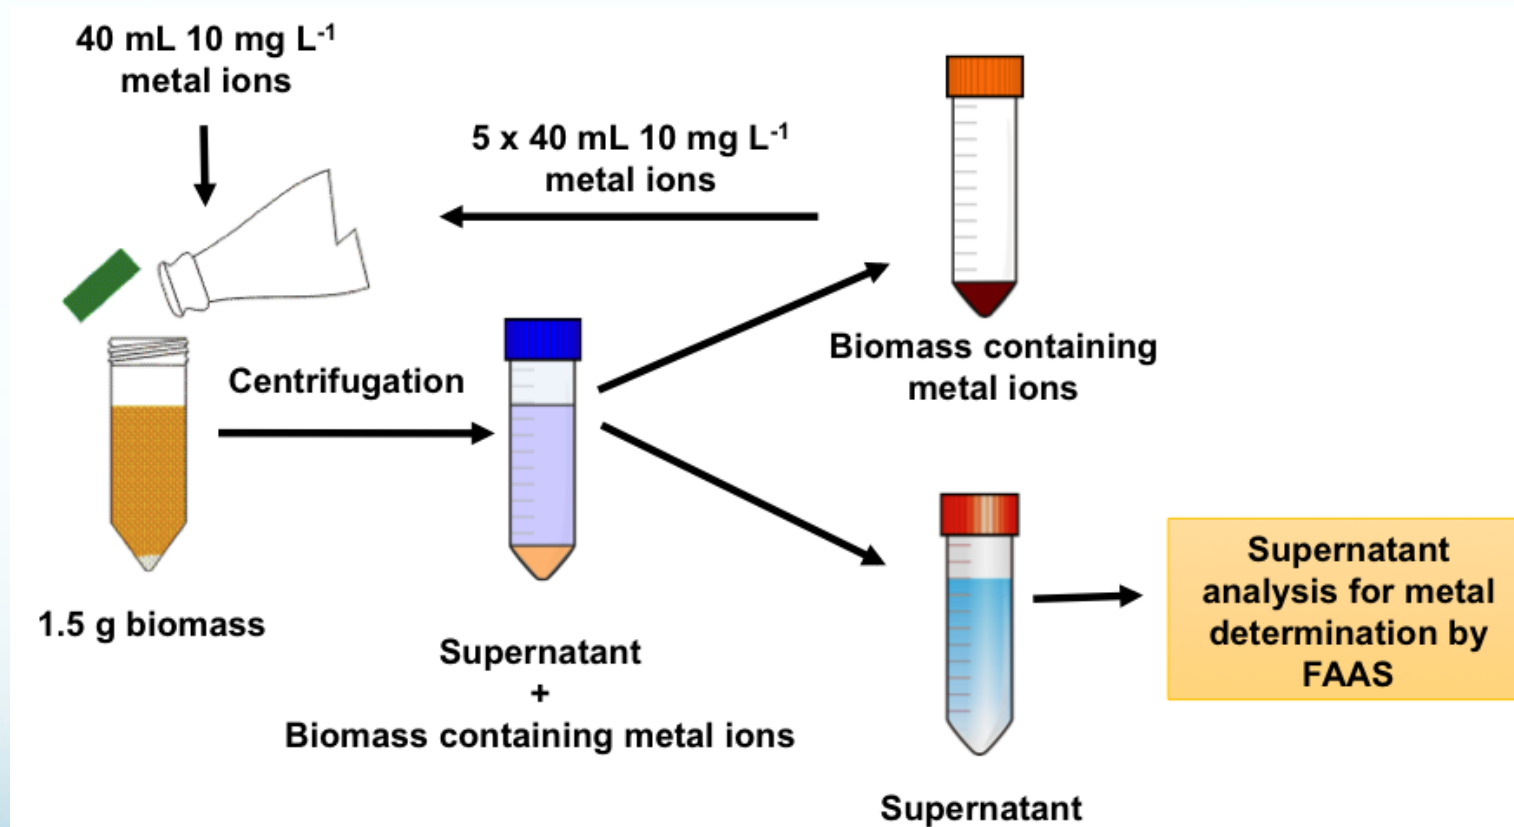 40 mL 10 mg L⁻¹
metal ions
5 x 40 mL 10 mg L⁻¹
metal ions
Centrifugation
1.5 g biomass
Supernatant
+
Biomass containing metal ions
Biomass containing
metal ions
Supernatant
Supernatant
analysis for metal
determination by
FAAS